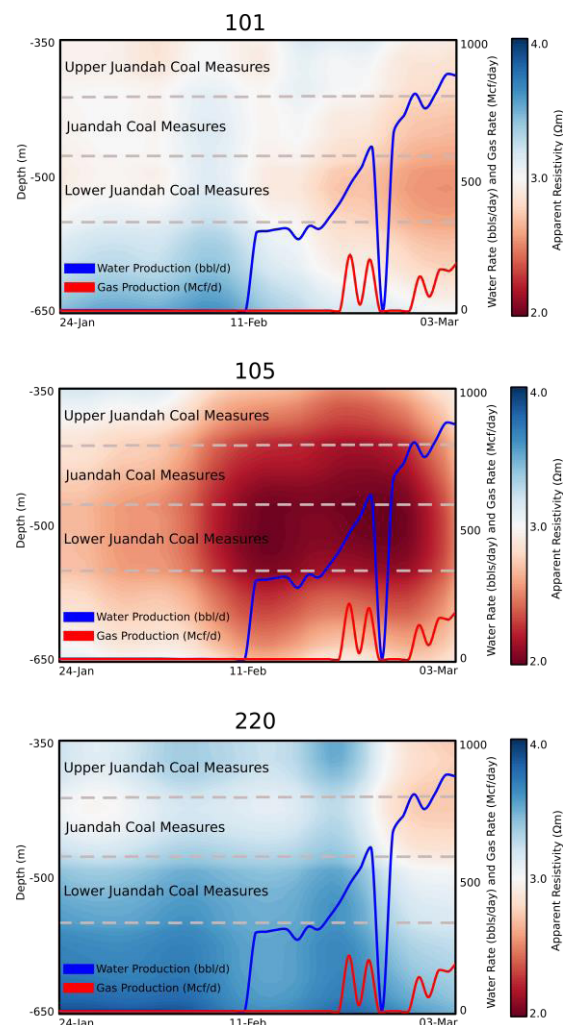 101
-350
1000
4.0
Upper Juandah Coal Measures
Juandah Coal Measures
Depth (m)
-500
Lower Juandah Coal Measures
500
3.0
Water Rate (bbls/day) and Gas Rate (Mcf/day)
Apparent Resistivity (Ωm)
Water Production (bbl/d)
Gas Production (Mcf/d)
-650
0
2.0
24-Jan
11-Feb
03-Mar
105
-350
1000
4.0
Upper Juandah Coal Measures
Juandah Coal Measures
Depth (m)
-500
Lower Juandah Coal Measures
500
3.0
Water Rate (bbls/day) and Gas Rate (Mcf/day)
Apparent Resistivity (Ωm)
Water Production (bbl/d)
Gas Production (Mcf/d)
-650
0
2.0
24-Jan
11-Feb
03-Mar
220
-350
1000
4.0
Upper Juandah Coal Measures
Juandah Coal Measures
Depth (m)
-500
Lower Juandah Coal Measures
500
3.0
Water Rate (bbls/day) and Gas Rate (Mcf/day)
Apparent Resistivity (Ωm)
Water Production (bbl/d)
Gas Production (Mcf/d)
-650
0
2.0
24-Jan
11-Feb
03-Mar